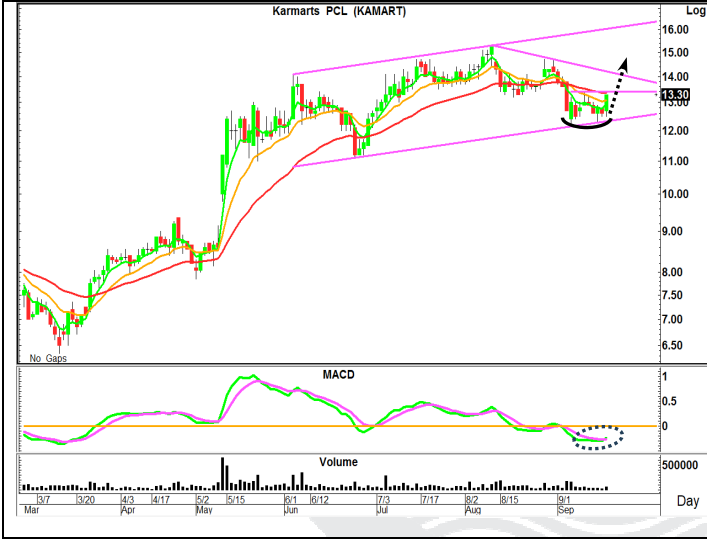 Karmarts PCL (KAMART)
Log
16.00
15.00
14.00
13.30
13.00
12.00
11.00
10.00
9.00
8.00
7.50
7.00
6.50
No Gaps
MACD
1
0.5
0
Volume
500000
3/7 3/20 4/3 4/17 5/2 5/15 6/1 6/12 7/3 7/17 8/2 8/15 9/1
Mar Apr May Jun Jul Aug Sep
Day